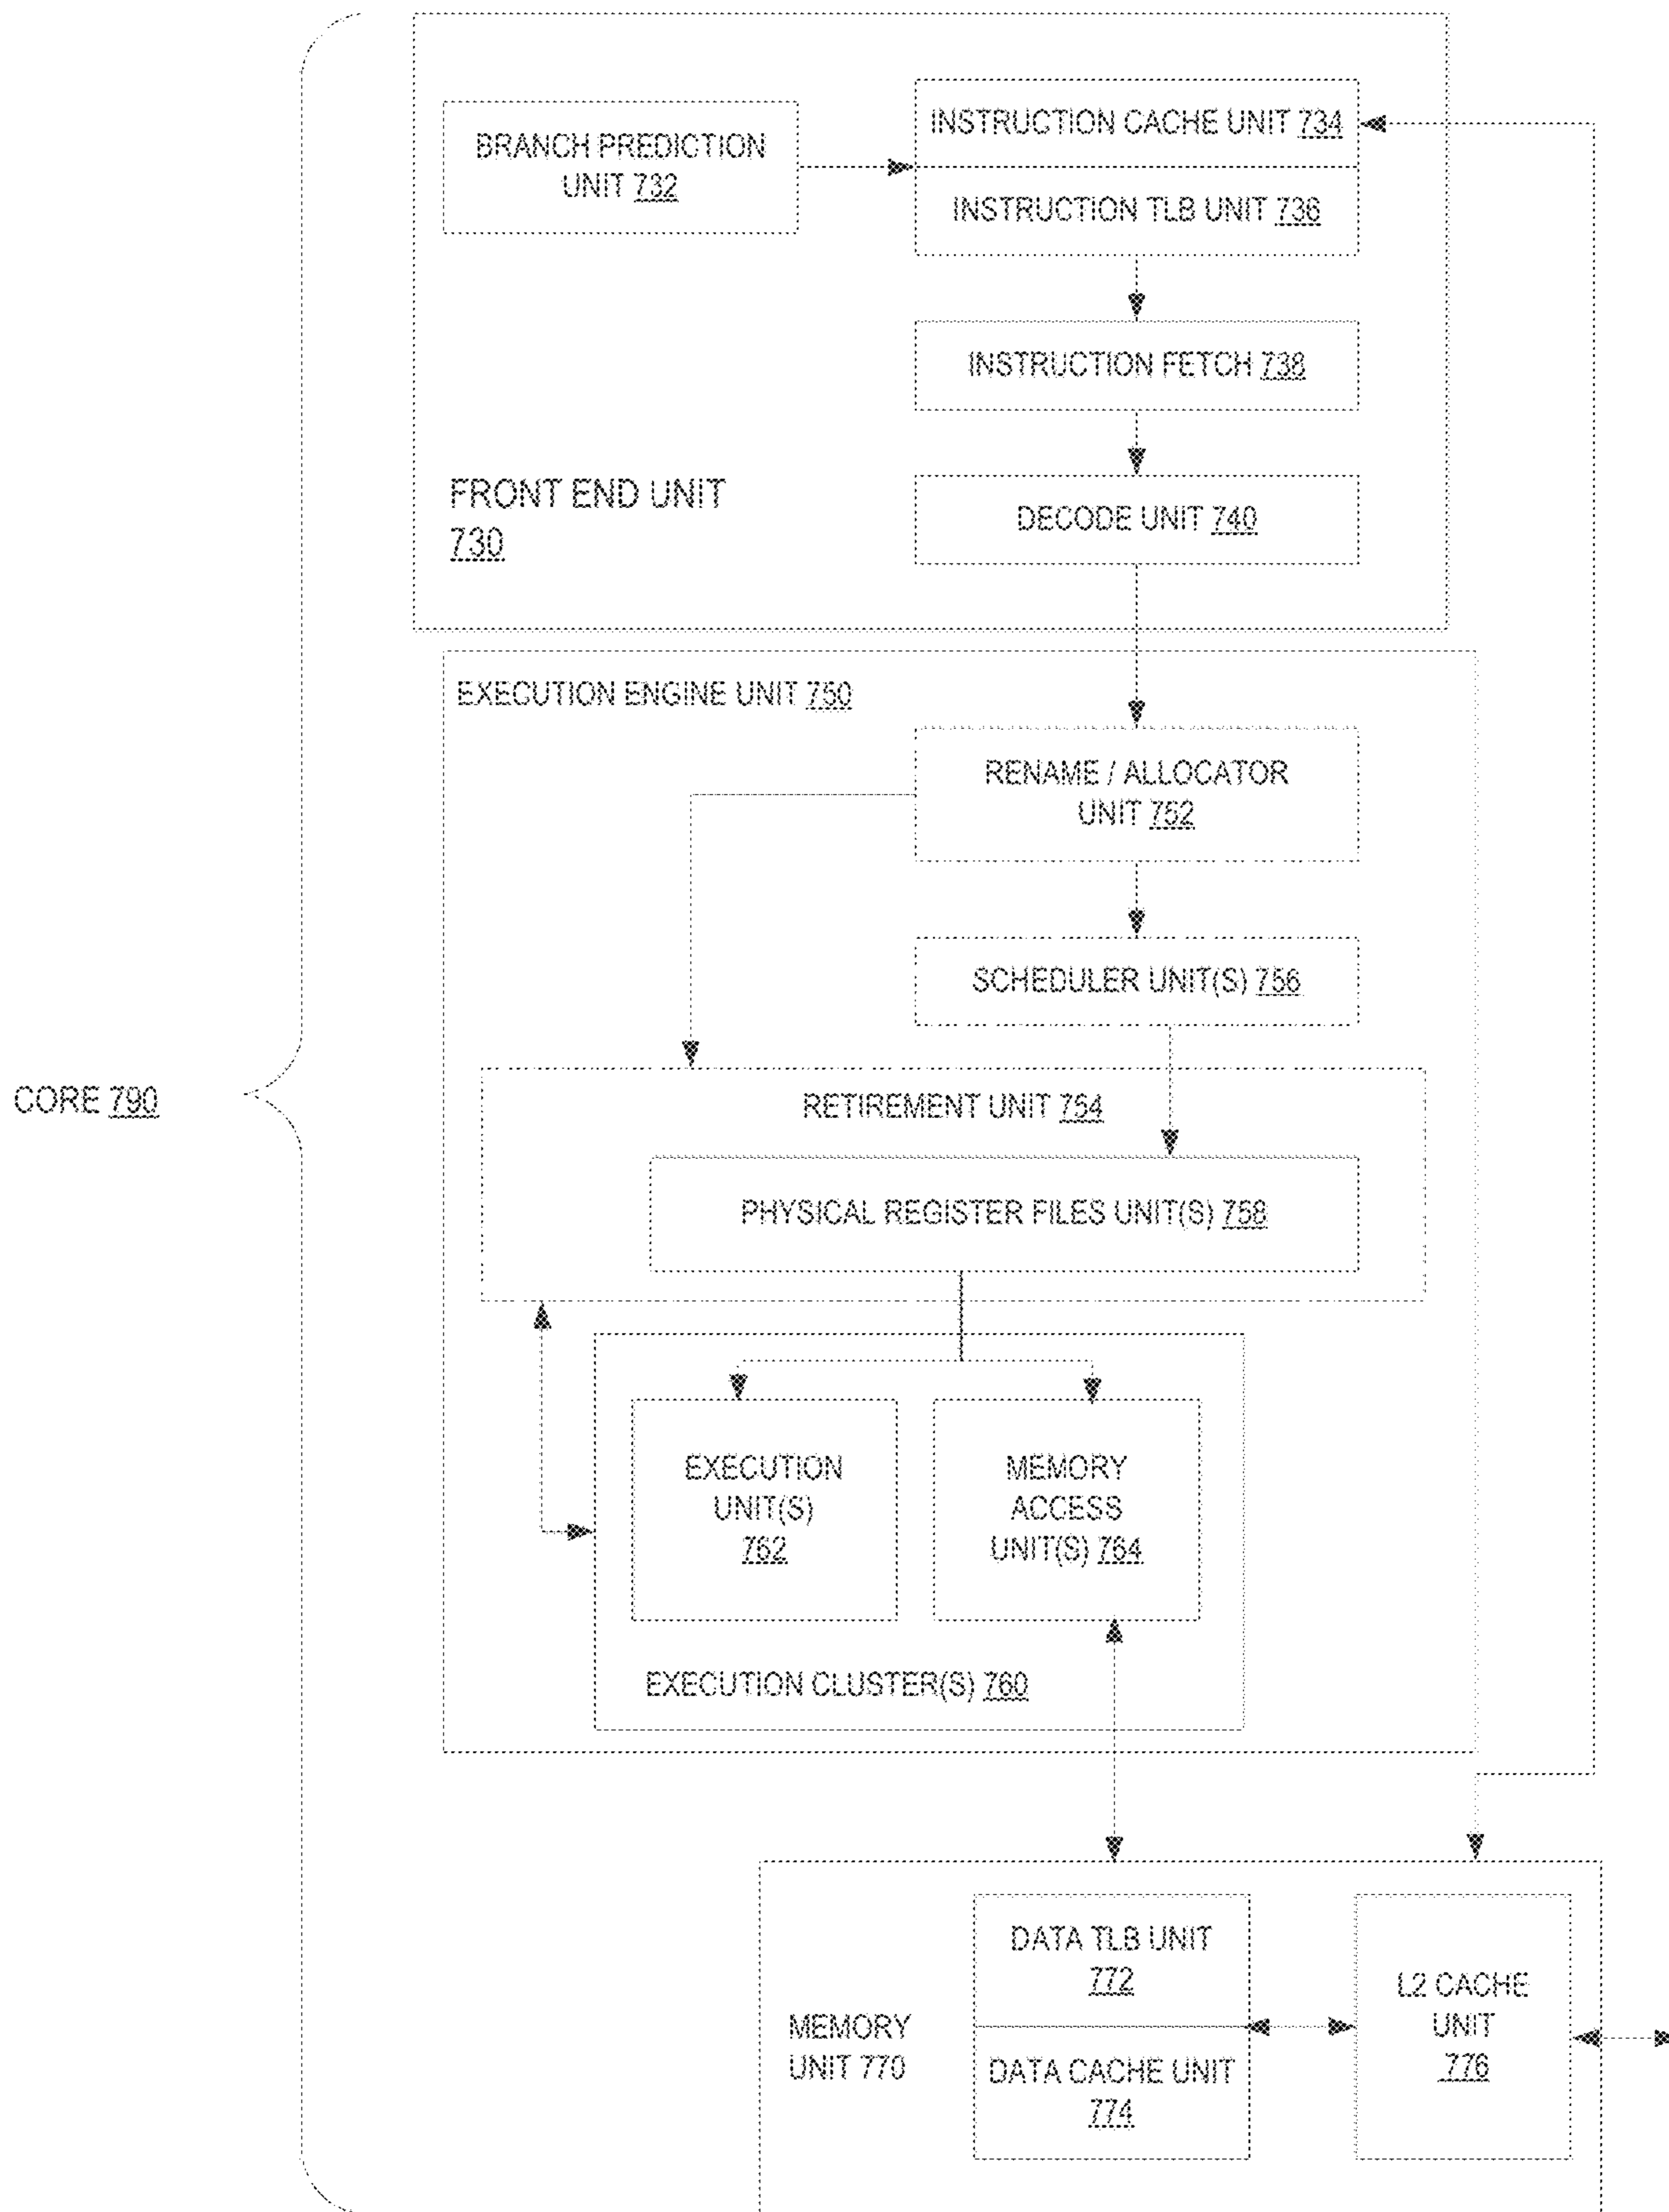 BRANCH PREDICTION
UNIT 732
INSTRUCTION CACHE UNIT 734
INSTRUCTION TLB UNIT 736
INSTRUCTION FETCH 738
FRONT END UNIT
730
DECODE UNIT 740
EXECUTION ENGINE UNIT 750
RENAME / ALLOCATOR
UNIT 752
SCHEDULER UNIT(S) 756
CORE 790
RETIREMENT UNIT 754
PHYSICAL REGISTER FILES UNIT(S) 758
EXECUTION
UNIT(S)
762
MEMORY
ACCESS
UNIT(S) 764
EXECUTION CLUSTER(S) 760
MEMORY
UNIT 770
DATA TLB UNIT
772
DATA CACHE UNIT
774
L2 CACHE
UNIT
776